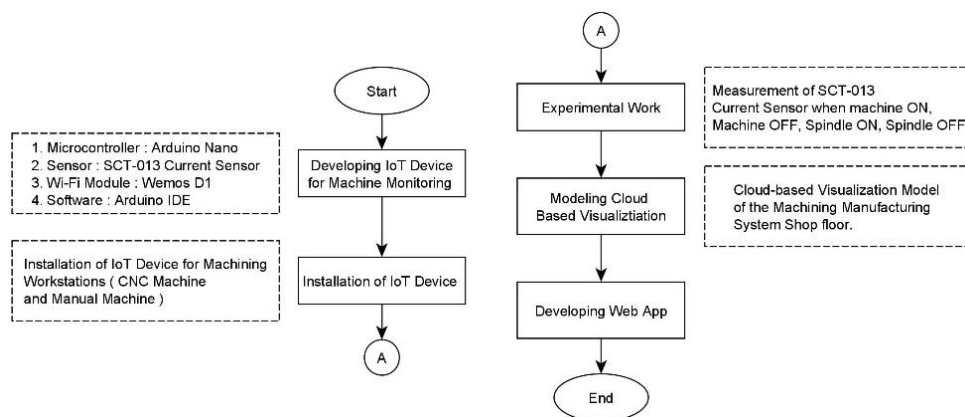 Start
1. Microcontroller : Arduino Nano
2. Sensor : SCT-013 Current Sensor
3. Wi-Fi Module : Wemos D1
4. Software : Arduino IDE
Developing IoT Device
for Machine Monitoring
Installation of IoT Device for Machining
Workstations ( CNC Machine
and Manual Machine )
Installation of IoT Device
A
A
Experimental Work
Measurement of SCT-013
Current Sensor when machine ON,
Machine OFF, Spindle ON, Spindle OFF
Modeling Cloud
Based Visualiztiation
Cloud-based Visualization Model
of the Machining Manufacturing
System Shop floor.
Developing Web App
End